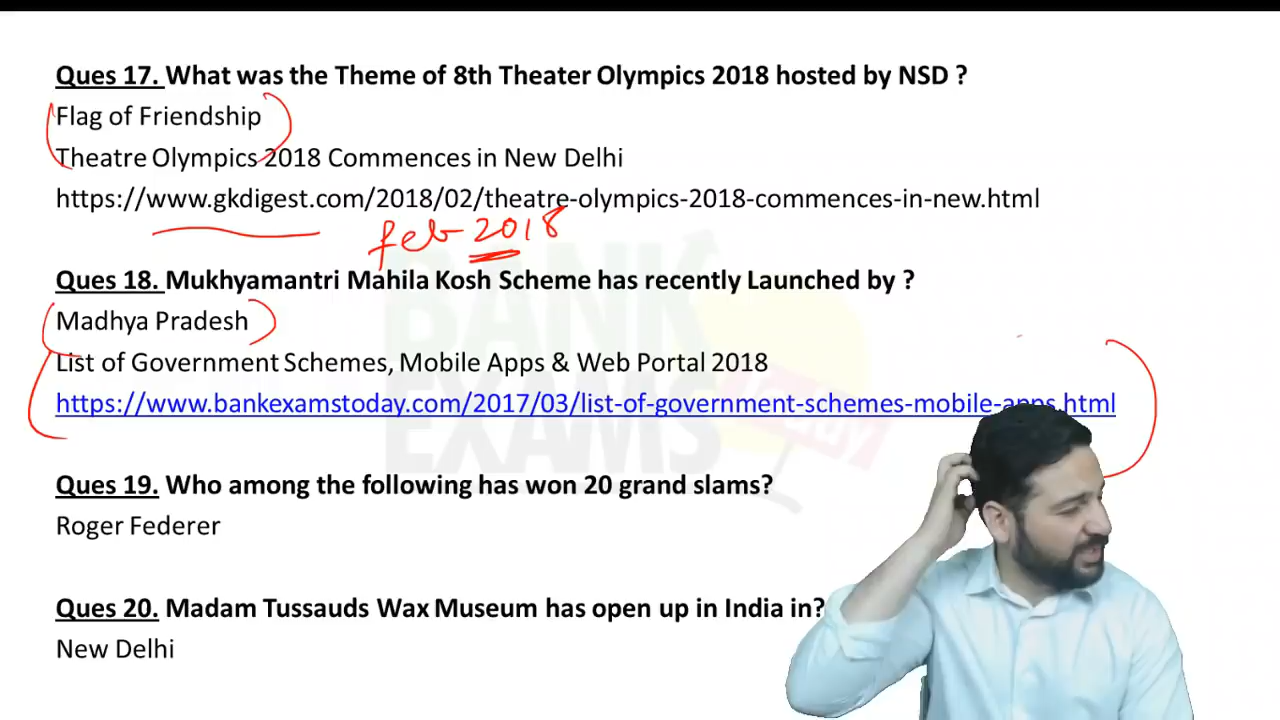 Ques 17. What was the Theme of 8th Theater Olympics 2018 hosted by NSD ?
Flag of Friendship
Theatre Olympics 2018 Commences in New Delhi
https://www.gkdigest.com/2018/02/theatre-olympics-2018-commences-in-new.html
feb 2018
Ques 18. Mukhyamantri Mahila Kosh Scheme has recently Launched by ?
Madhya Pradesh
List of Government Schemes, Mobile Apps & Web Portal 2018
https://www.bankexamstoday.com/2017/03/list-of-government-schemes-mobile-apps.html
Ques 19. Who among the following has won 20 grand slams?
Roger Federer
Ques 20. Madam Tussauds Wax Museum has open up in India in?
New Delhi
BANK
EXAMS
Today